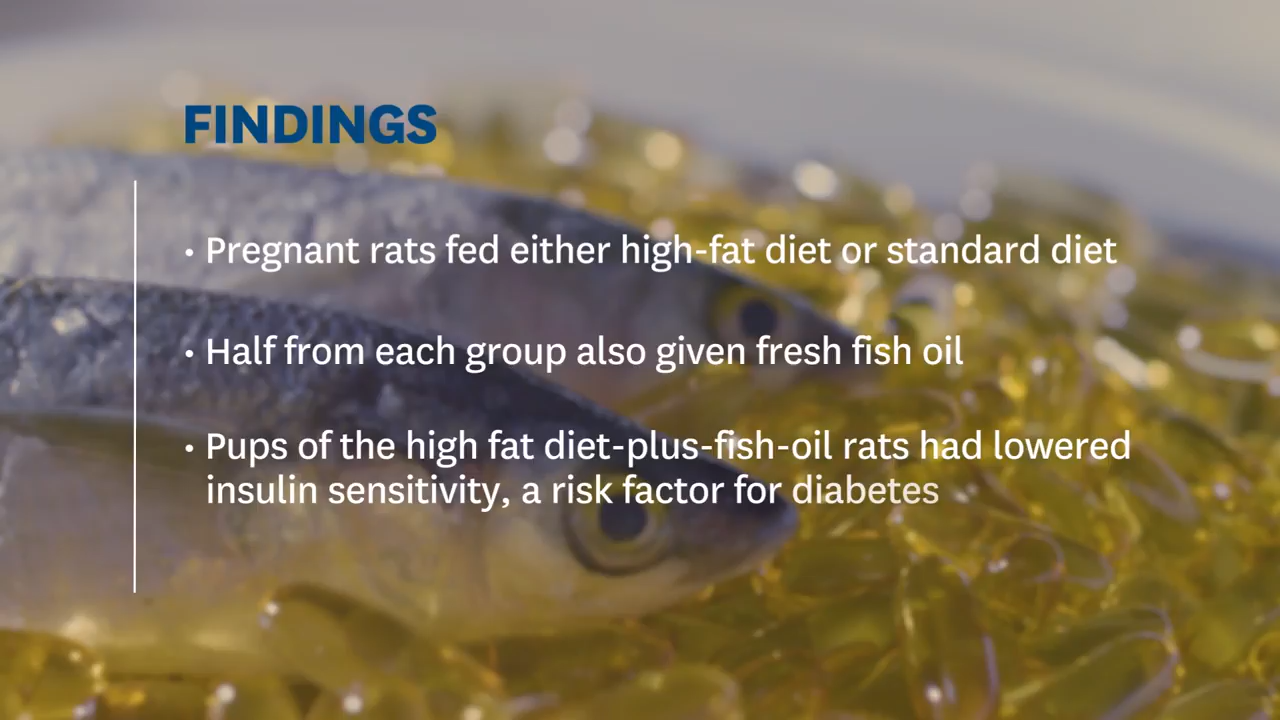 FINDINGS
• Pregnant rats fed either high-fat diet or standard diet
• Half from each group also given fresh fish oil
• Pups of the high fat diet-plus-fish-oil rats had lowered
insulin sensitivity, a risk factor for diabetes